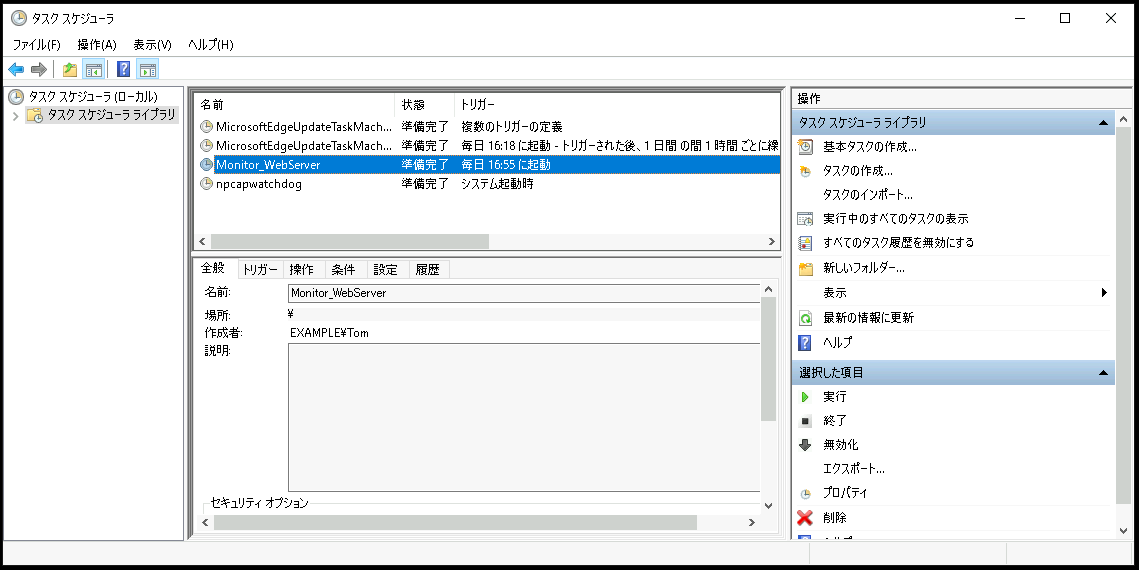 タスク スケジューラ
ファイル(F) 操作(A) 表示(V) ヘルプ(H)
タスク スケジューラ (ローカル)
タスク スケジューラ ライブラリ
名前 状態 トリガー
MicrosoftEdgeUpdateTaskMach... 準備完了 複数のトリガーの定義
MicrosoftEdgeUpdateTaskMach... 準備完了 毎日 16:18 に起動 - トリガーされた後、1 日間 の間 1 時間 ごとに繰
Monitor_WebServer 準備完了 毎日 16:55 に起動
npcapwatchdog 準備完了 システム起動時
全般 トリガー 操作 条件 設定 履歴
名前: Monitor_WebServer
場所: ¥
作成者: EXAMPLE¥Tom
説明:
セキュリティ オプション
操作
タスク スケジューラ ライブラリ
基本タスクの作成...
タスクの作成...
タスクのインポート...
実行中のすべてのタスクの表示
すべてのタスク履歴を無効にする
新しいフォルダー...
表示
最新の情報に更新
ヘルプ
選択した項目
実行
終了
無効化
エクスポート...
プロパティ
削除
ヘルプ